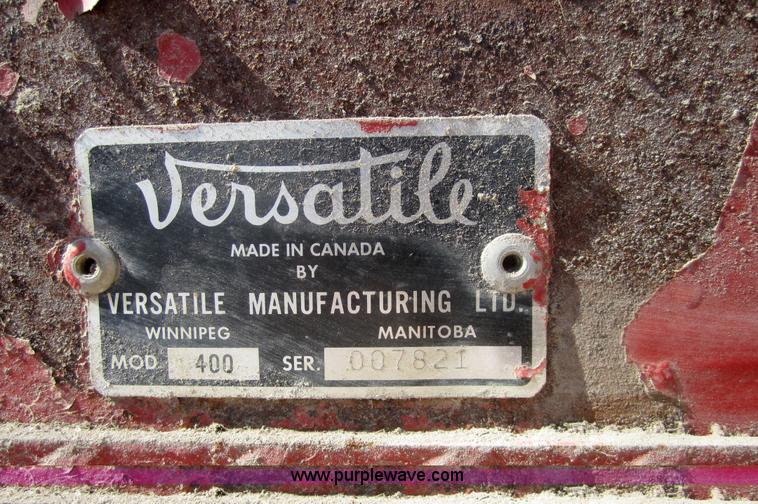 Versatile
MADE IN CANADA
BY
VERSATILE MANUFACTURING LTD.
WINNIPEG MANITOBA
MOD 400 SER. 007821
www.purplewave.com